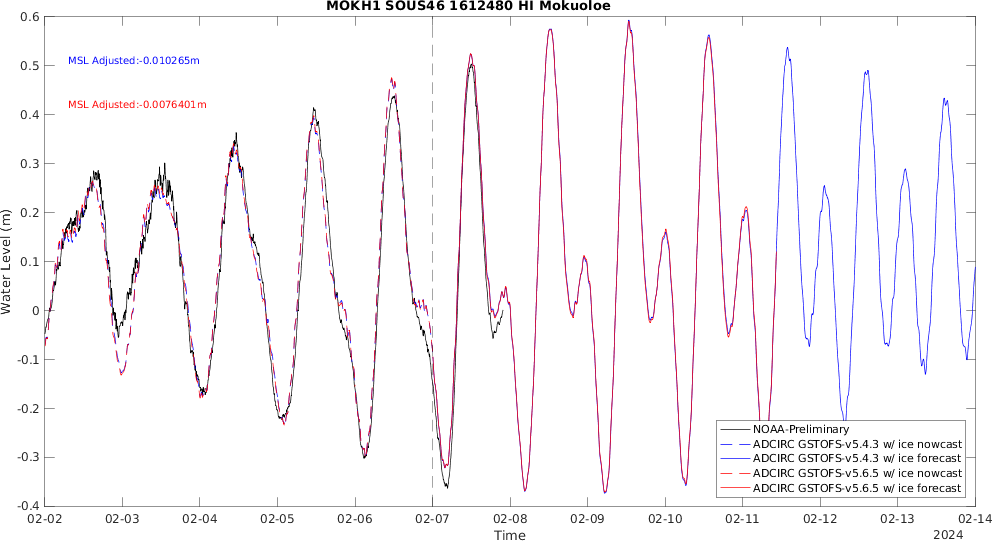 MOKH1 SOUS46 1612480 HI Mokuoloe
0.6
0.5
0.4
0.3
0.2
0.1
0
-0.1
-0.2
-0.3
-0.4
Water Level (m)
MSL Adjusted:-0.010265m
MSL Adjusted:-0.0076401m
NOAA-Preliminary
ADCIRC GSTOFS-v5.4.3 w/ ice nowcast
ADCIRC GSTOFS-v5.4.3 w/ ice forecast
ADCIRC GSTOFS-v5.6.5 w/ ice nowcast
ADCIRC GSTOFS-v5.6.5 w/ ice forecast
02-02 02-03 02-04 02-05 02-06 02-07 02-08 02-09 02-10 02-11 02-12 02-13 02-14
Time
2024